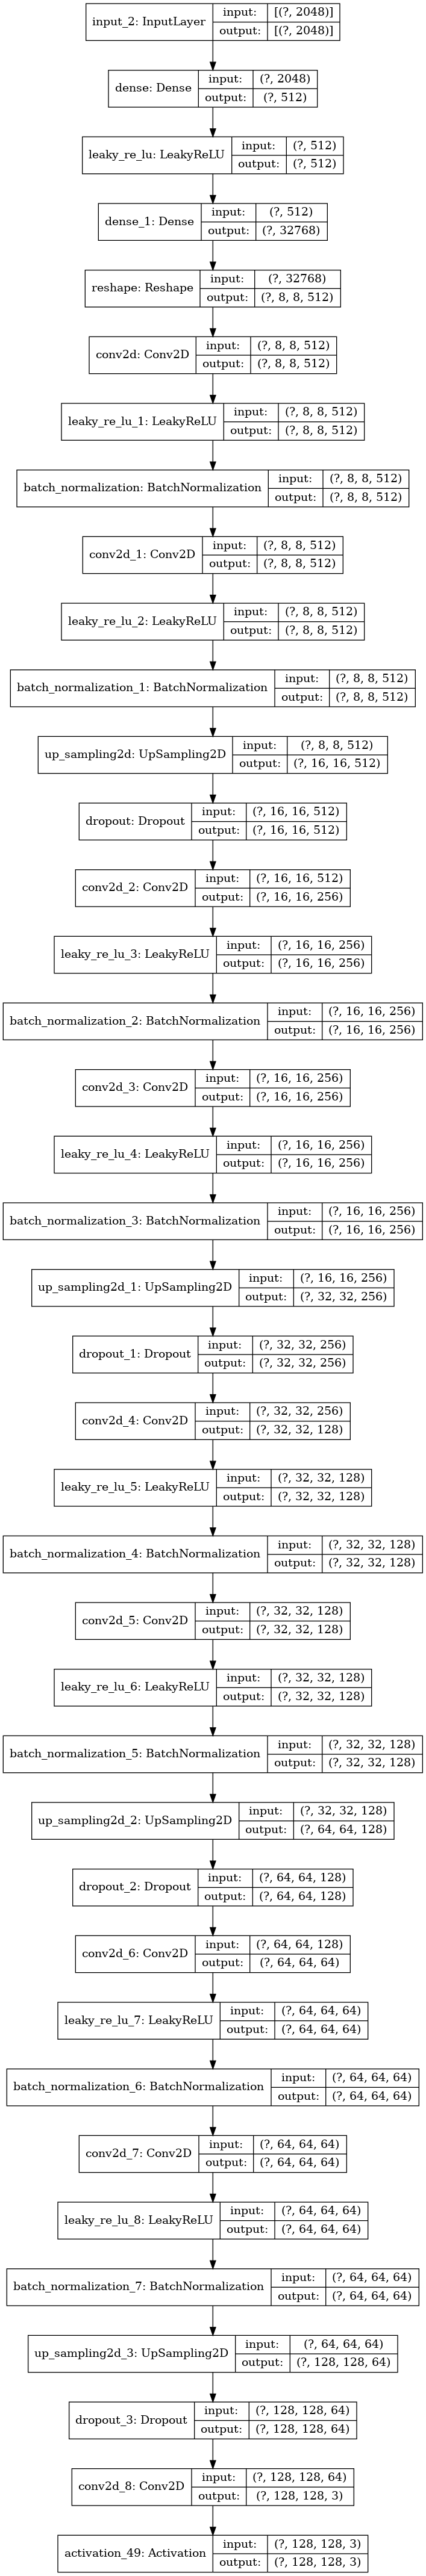 input_2: InputLayer
input: [(?, 2048)]
output: [(?, 2048)]
dense: Dense
input: (?, 2048)
output: (?, 512)
leaky_re_lu: LeakyReLU
input: (?, 512)
output: (?, 512)
dense_1: Dense
input: (?, 512)
output: (?, 32768)
reshape: Reshape
input: (?, 32768)
output: (?, 8, 8, 512)
conv2d: Conv2D
input: (?, 8, 8, 512)
output: (?, 8, 8, 512)
leaky_re_lu_1: LeakyReLU
input: (?, 8, 8, 512)
output: (?, 8, 8, 512)
batch_normalization: BatchNormalization
input: (?, 8, 8, 512)
output: (?, 8, 8, 512)
conv2d_1: Conv2D
input: (?, 8, 8, 512)
output: (?, 8, 8, 512)
leaky_re_lu_2: LeakyReLU
input: (?, 8, 8, 512)
output: (?, 8, 8, 512)
batch_normalization_1: BatchNormalization
input: (?, 8, 8, 512)
output: (?, 8, 8, 512)
up_sampling2d: UpSampling2D
input: (?, 8, 8, 512)
output: (?, 16, 16, 512)
dropout: Dropout
input: (?, 16, 16, 512)
output: (?, 16, 16, 512)
conv2d_2: Conv2D
input: (?, 16, 16, 512)
output: (?, 16, 16, 256)
leaky_re_lu_3: LeakyReLU
input: (?, 16, 16, 256)
output: (?, 16, 16, 256)
batch_normalization_2: BatchNormalization
input: (?, 16, 16, 256)
output: (?, 16, 16, 256)
conv2d_3: Conv2D
input: (?, 16, 16, 256)
output: (?, 16, 16, 256)
leaky_re_lu_4: LeakyReLU
input: (?, 16, 16, 256)
output: (?, 16, 16, 256)
batch_normalization_3: BatchNormalization
input: (?, 16, 16, 256)
output: (?, 16, 16, 256)
up_sampling2d_1: UpSampling2D
input: (?, 16, 16, 256)
output: (?, 32, 32, 256)
dropout_1: Dropout
input: (?, 32, 32, 256)
output: (?, 32, 32, 256)
conv2d_4: Conv2D
input: (?, 32, 32, 256)
output: (?, 32, 32, 128)
leaky_re_lu_5: LeakyReLU
input: (?, 32, 32, 128)
output: (?, 32, 32, 128)
batch_normalization_4: BatchNormalization
input: (?, 32, 32, 128)
output: (?, 32, 32, 128)
conv2d_5: Conv2D
input: (?, 32, 32, 128)
output: (?, 32, 32, 128)
leaky_re_lu_6: LeakyReLU
input: (?, 32, 32, 128)
output: (?, 32, 32, 128)
batch_normalization_5: BatchNormalization
input: (?, 32, 32, 128)
output: (?, 32, 32, 128)
up_sampling2d_2: UpSampling2D
input: (?, 32, 32, 128)
output: (?, 64, 64, 128)
dropout_2: Dropout
input: (?, 64, 64, 128)
output: (?, 64, 64, 128)
conv2d_6: Conv2D
input: (?, 64, 64, 128)
output: (?, 64, 64, 64)
leaky_re_lu_7: LeakyReLU
input: (?, 64, 64, 64)
output: (?, 64, 64, 64)
batch_normalization_6: BatchNormalization
input: (?, 64, 64, 64)
output: (?, 64, 64, 64)
conv2d_7: Conv2D
input: (?, 64, 64, 64)
output: (?, 64, 64, 64)
leaky_re_lu_8: LeakyReLU
input: (?, 64, 64, 64)
output: (?, 64, 64, 64)
batch_normalization_7: BatchNormalization
input: (?, 64, 64, 64)
output: (?, 64, 64, 64)
up_sampling2d_3: UpSampling2D
input: (?, 64, 64, 64)
output: (?, 128, 128, 64)
dropout_3: Dropout
input: (?, 128, 128, 64)
output: (?, 128, 128, 64)
conv2d_8: Conv2D
input: (?, 128, 128, 64)
output: (?, 128, 128, 3)
activation_49: Activation
input: (?, 128, 128, 3)
output: (?, 128, 128, 3)